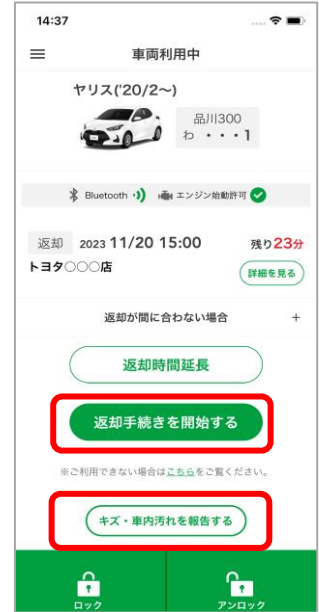 14:37
車両利用中
ヤリス('20/2～)
品川300
わ ・・・1
Bluetooth エンジン始動許可
返却 2023 11/20 15:00 残り23分
トヨタ○○○店 詳細を見る
返却が間に合わない場合 +
返却時間延長
返却手続きを開始する
※ご利用できない場合はこちらをご覧ください。
キズ・車内汚れを報告する
ロック アンロック